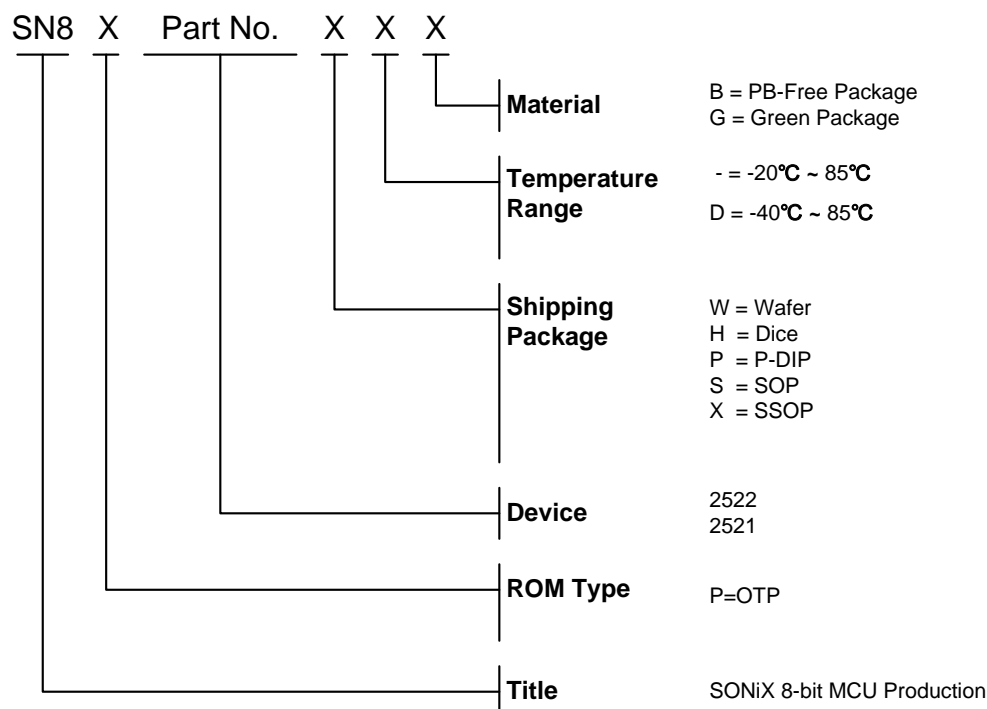 SN8 X Part No. X X X
Material
B = PB-Free Package
G = Green Package
Temperature
Range
- = -20℃ ~ 85℃
D = -40℃ ~ 85℃
Shipping
Package
W = Wafer
H = Dice
P = P-DIP
S = SOP
X = SSOP
Device
2522
2521
ROM Type
P=OTP
Title
SONiX 8-bit MCU Production